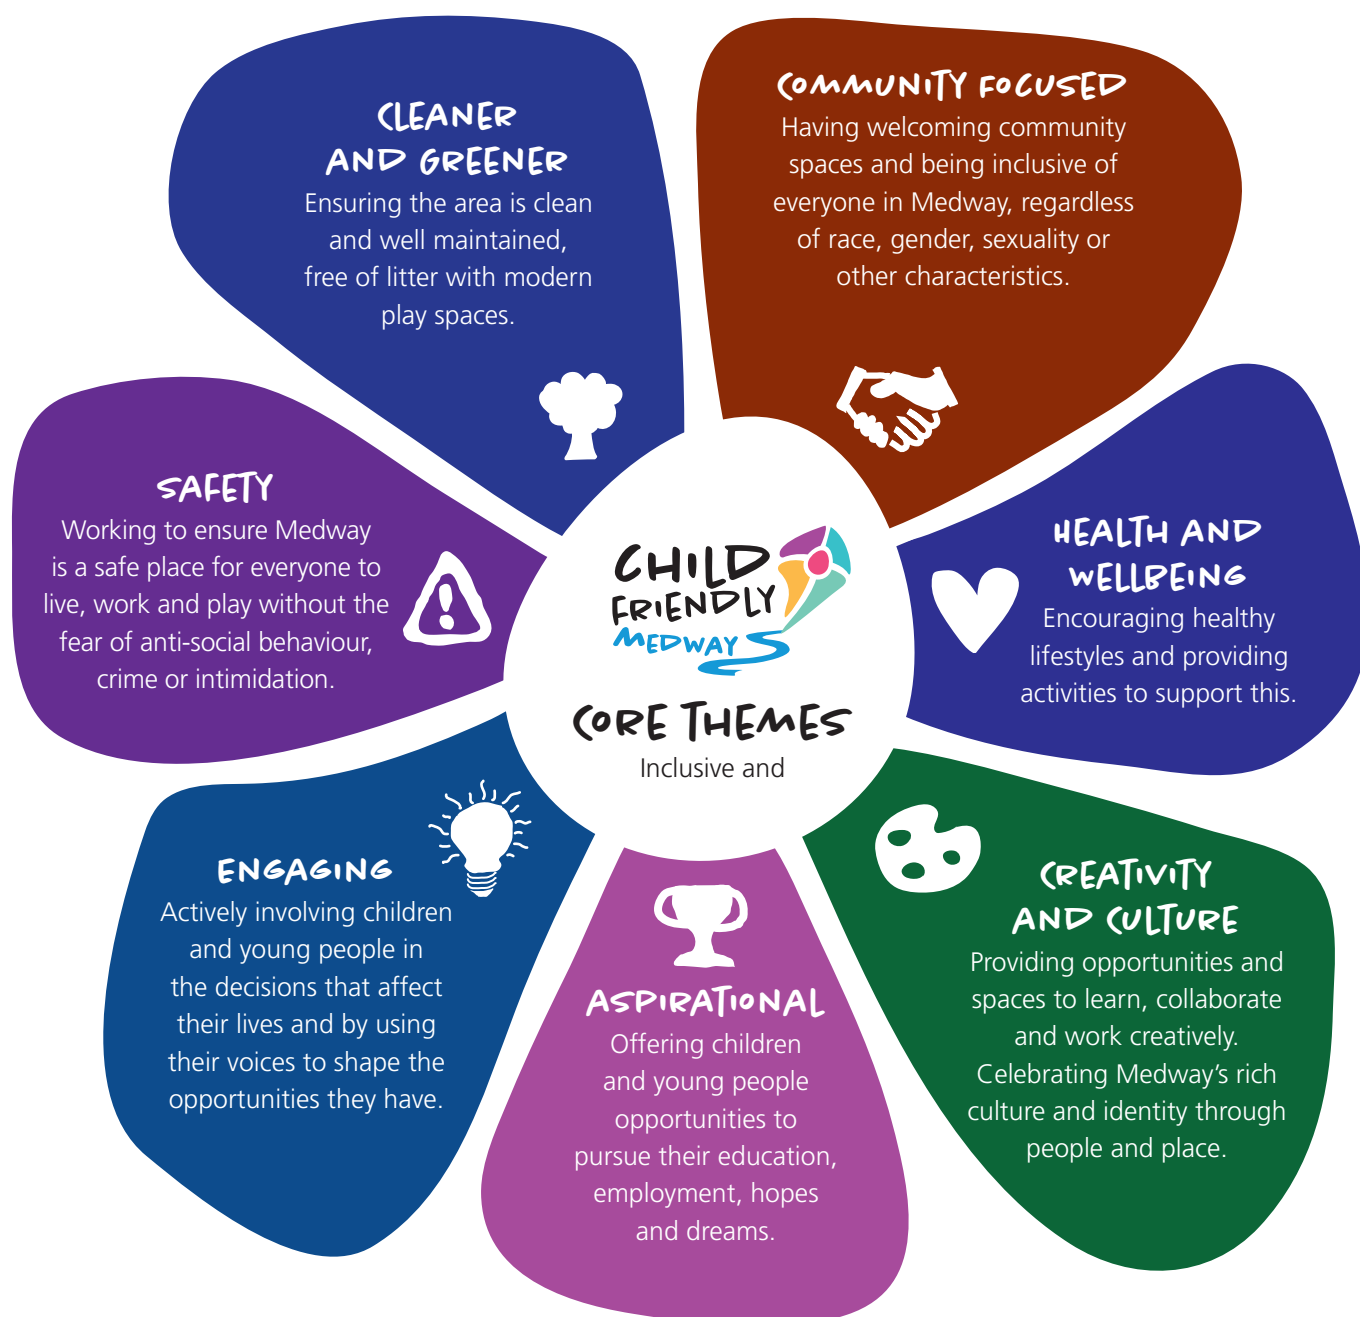 CLEANER
AND GREENER
Ensuring the area is clean
and well maintained,
free of litter with modern
play spaces.
COMMUNITY FOCUSED
Having welcoming community
spaces and being inclusive of
everyone in Medway, regardless
of race, gender, sexuality or
other characteristics.
HEALTH AND
WELLBEING
Encouraging healthy
lifestyles and providing
activities to support this.
CREATIVITY
AND CULTURE
Providing opportunities and
spaces to learn, collaborate
and work creatively.
Celebrating Medway's rich
culture and identity through
people and place.
ASPIRATIONAL
Offering children
and young people
opportunities to
pursue their education,
employment, hopes
and dreams.
ENGAGING
Actively involving children
and young people in
the decisions that affect
their lives and by using
their voices to shape the
opportunities they have.
SAFETY
Working to ensure Medway
is a safe place for everyone to
live, work and play without the
fear of anti-social behaviour,
crime or intimidation.
CHILD
FRIENDLY
MEDWAY
CORE THEMES
Inclusive and